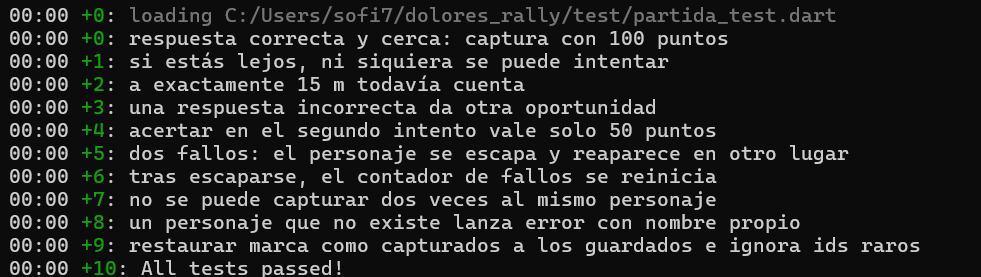 00:00 +0: loading C:/Users/sofi7/dolores_rally/test/partida_test.dart
00:00 +0: respuesta correcta y cerca: captura con 100 puntos
00:00 +1: si estás lejos, ni siquiera se puede intentar
00:00 +2: a exactamente 15 m todavía cuenta
00:00 +3: una respuesta incorrecta da otra oportunidad
00:00 +4: acertar en el segundo intento vale solo 50 puntos
00:00 +5: dos fallos: el personaje se escapa y reaparece en otro lugar
00:00 +6: tras escaparse, el contador de fallos se reinicia
00:00 +7: no se puede capturar dos veces al mismo personaje
00:00 +8: un personaje que no existe lanza error con nombre propio
00:00 +9: restaurar marca como capturados a los guardados e ignora ids raros
00:00 +10: All tests passed!